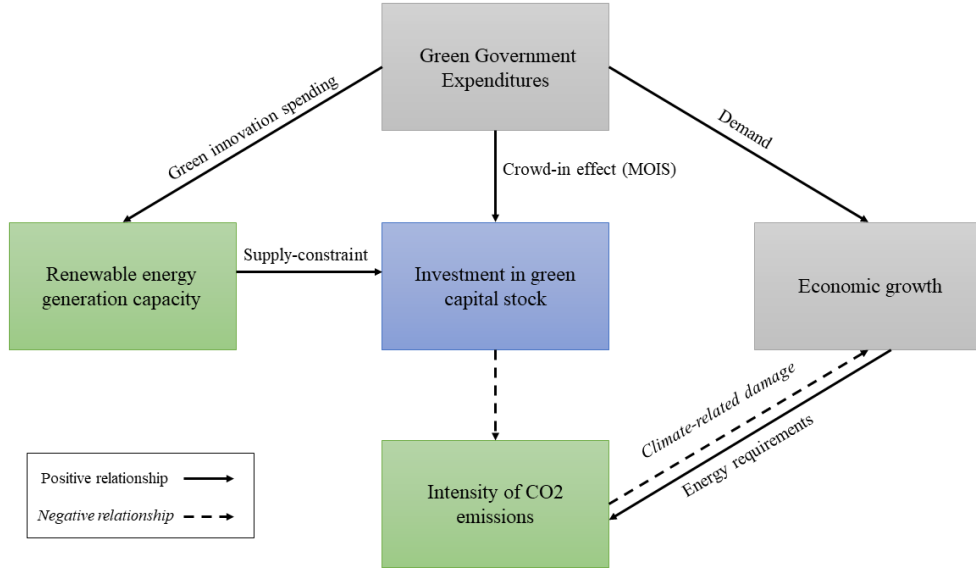 Green Government
Expenditures
Green innovation spending
Demand
Crowd-in effect (MOIS)
Renewable energy
generation capacity
Supply-constraint
Investment in green
capital stock
Economic growth
Climate-related damage
Energy requirements
Positive relationship
Negative relationship
Intensity of CO2
emissions